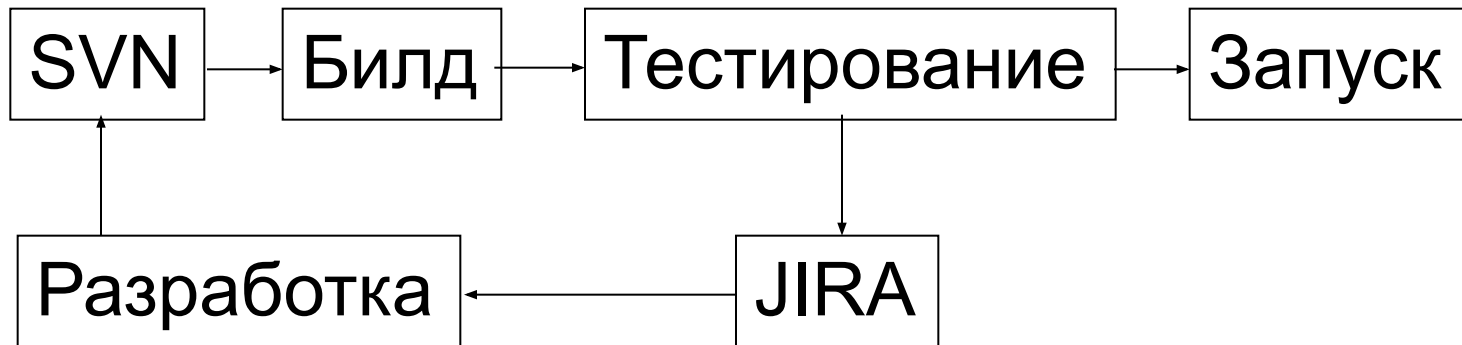 SVN
Билд
Тестирование
Запуск
Разработка
JIRA